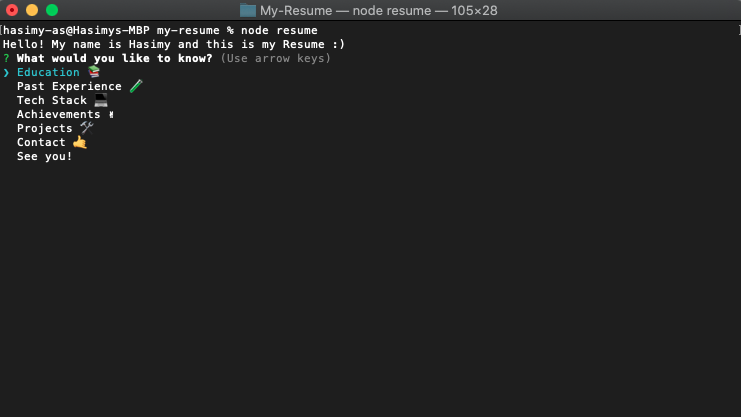 My-Resume — node resume — 105×28
[hasimy-as@Hasimys-MBP my-resume % node resume ]
Hello! My name is Hasimy and this is my Resume :)
? What would you like to know? (Use arrow keys)
❯ Education 📚
Past Experience 🧪
Tech Stack 💻
Achievements ✌
Projects 🛠
Contact 🤙
See you!